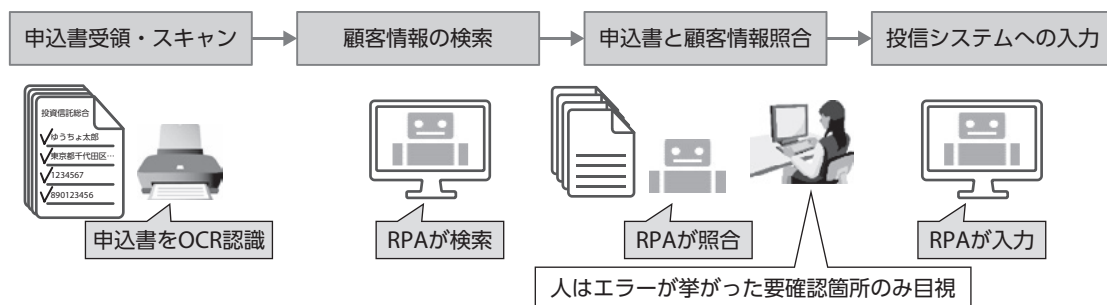 申込書受領・スキャン
顧客情報の検索
申込書と顧客情報照合
投信システムへの入力
投資信託総合
ゆうちょ太郎
東京都千代田区…
1234567
890123456
申込書をOCR認識
RPAが検索
RPAが照合
RPAが入力
人はエラーが挙がった要確認箇所のみ目視